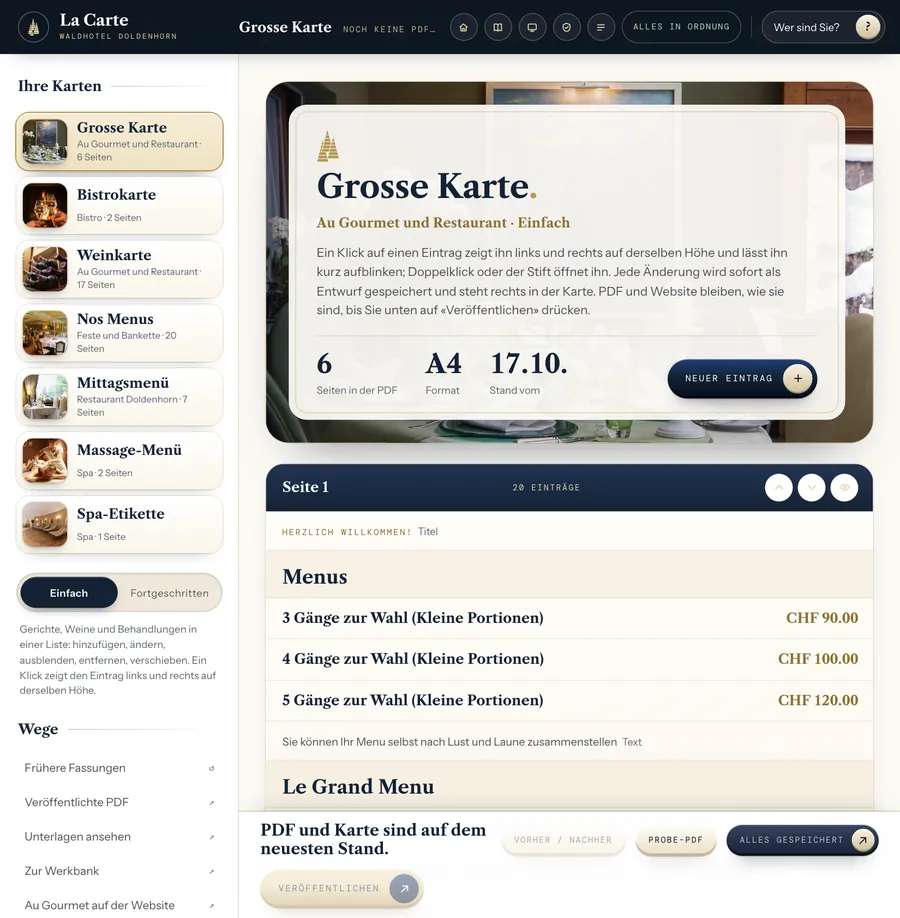 La Carte
WALDHOTEL DOLDENHORN
Grosse Karte NOCH KEINE PDF…
ALLES IN ORDNUNG
Wer sind Sie? ?
Ihre Karten
Grosse Karte
Au Gourmet und Restaurant ·
6 Seiten
Bistrokarte
Bistro · 2 Seiten
Weinkarte
Au Gourmet und Restaurant ·
17 Seiten
Nos Menus
Feste und Bankette · 20
Seiten
Mittagsmenü
Restaurant Doldenhorn · 7
Seiten
Massage-Menü
Spa · 2 Seiten
Spa-Etikette
Spa · 1 Seite
Einfach Fortgeschritten
Gerichte, Weine und Behandlungen in
einer Liste: hinzufügen, ändern,
ausblenden, entfernen, verschieben. Ein
Klick zeigt den Eintrag links und rechts auf
derselben Höhe.
Wege
Frühere Fassungen
Veröffentlichte PDF
Unterlagen ansehen
Zur Werkbank
Au Gourmet auf der Website
Grosse Karte.
Au Gourmet und Restaurant · Einfach
Ein Klick auf einen Eintrag zeigt ihn links und rechts auf derselben Höhe und lässt ihn
kurz aufblinken; Doppelklick oder der Stift öffnet ihn. Jede Änderung wird sofort als
Entwurf gespeichert und steht rechts in der Karte. PDF und Website bleiben, wie sie
sind, bis Sie unten auf «Veröffentlichen» drücken.
6 A4 17.10.
Seiten in der PDF Format Stand vom
NEUER EINTRAG +
Seite 1 20 EINTRÄGE
HERZLICH WILLKOMMEN! Titel
Menus
3 Gänge zur Wahl (Kleine Portionen) CHF 90.00
4 Gänge zur Wahl (Kleine Portionen) CHF 100.00
5 Gänge zur Wahl (Kleine Portionen) CHF 120.00
Sie können Ihr Menu selbst nach Lust und Laune zusammenstellen Text
Le Grand Menu
PDF und Karte sind auf dem
neuesten Stand.
VORHER / NACHHER PROBE-PDF ALLES GESPEICHERT
VERÖFFENTLICHEN